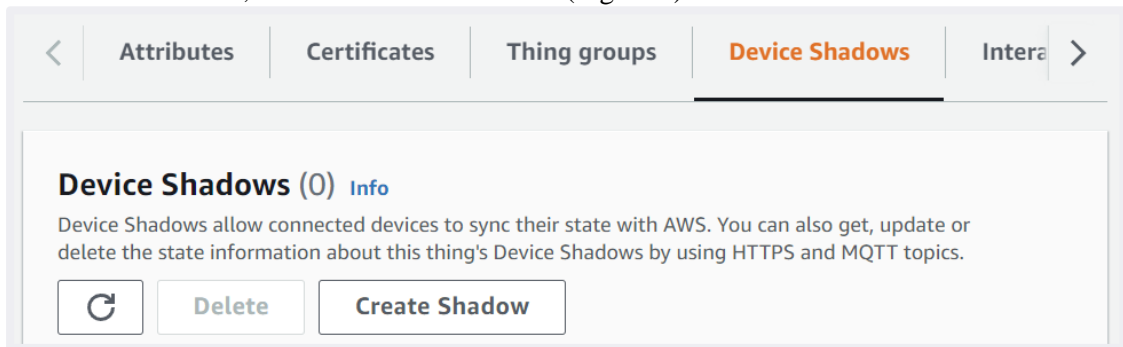 Attributes Certificates Thing groups Device Shadows Intera
Device Shadows (0) Info
Device Shadows allow connected devices to sync their state with AWS. You can also get, update or
delete the state information about this thing's Device Shadows by using HTTPS and MQTT topics.
Delete Create Shadow